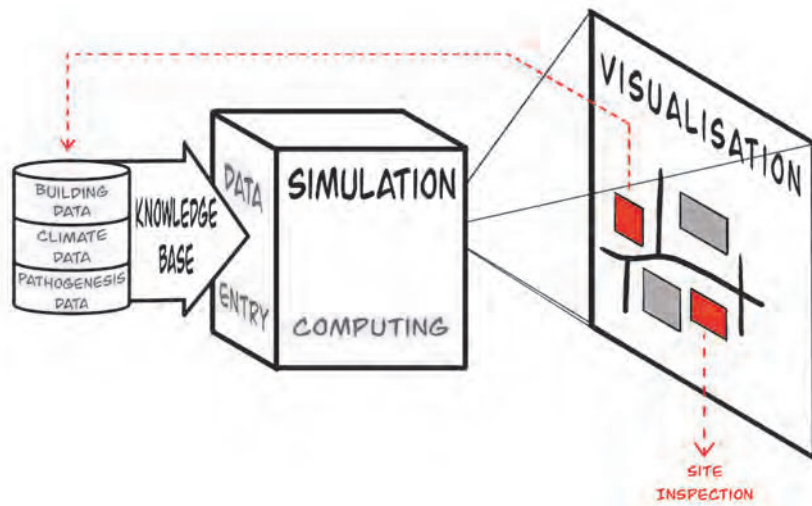 BUILDING
DATA
CLIMATE
DATA
PATHOGENESIS
DATA
KNOWLEDGE
BASE
DATA
ENTRY
SIMULATION
COMPUTING
VISUALISATION
SITE
INSPECTION